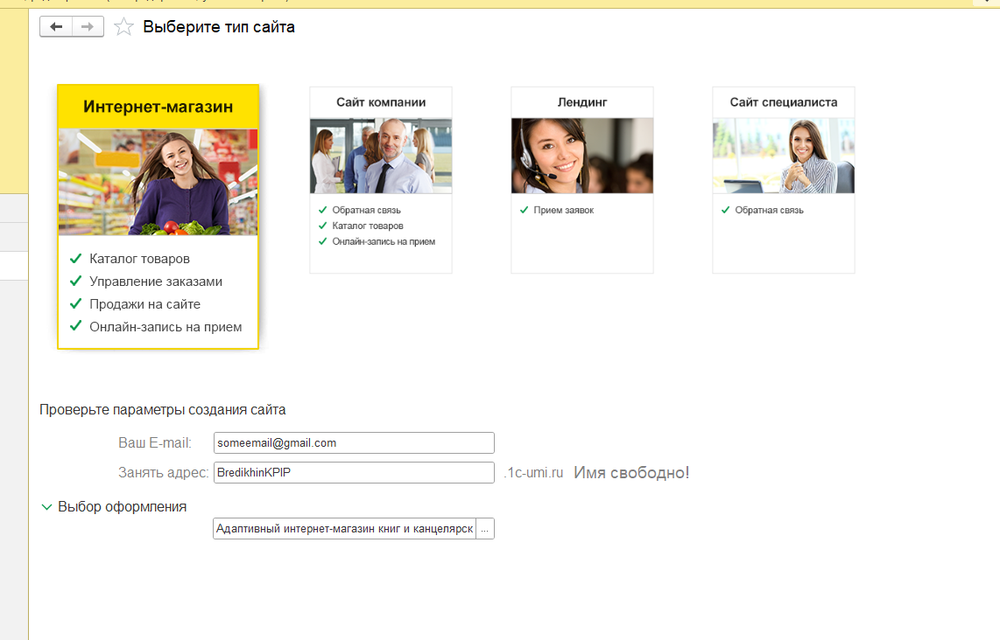 Выберите тип сайта
Интернет-магазин
Каталог товаров
Управление заказами
Продажи на сайте
Онлайн-запись на прием
Сайт компании
Обратная связь
Каталог товаров
Онлайн-запись на прием
Лендинг
Прием заявок
Сайт специалиста
Обратная связь
Проверьте параметры создания сайта
Ваш E-mail: someemail@gmail.com
Занять адрес: BredikhinKPIP .1c-umi.ru Имя свободно!
Выбор оформления
Адаптивный интернет-магазин книг и канцелярск ...